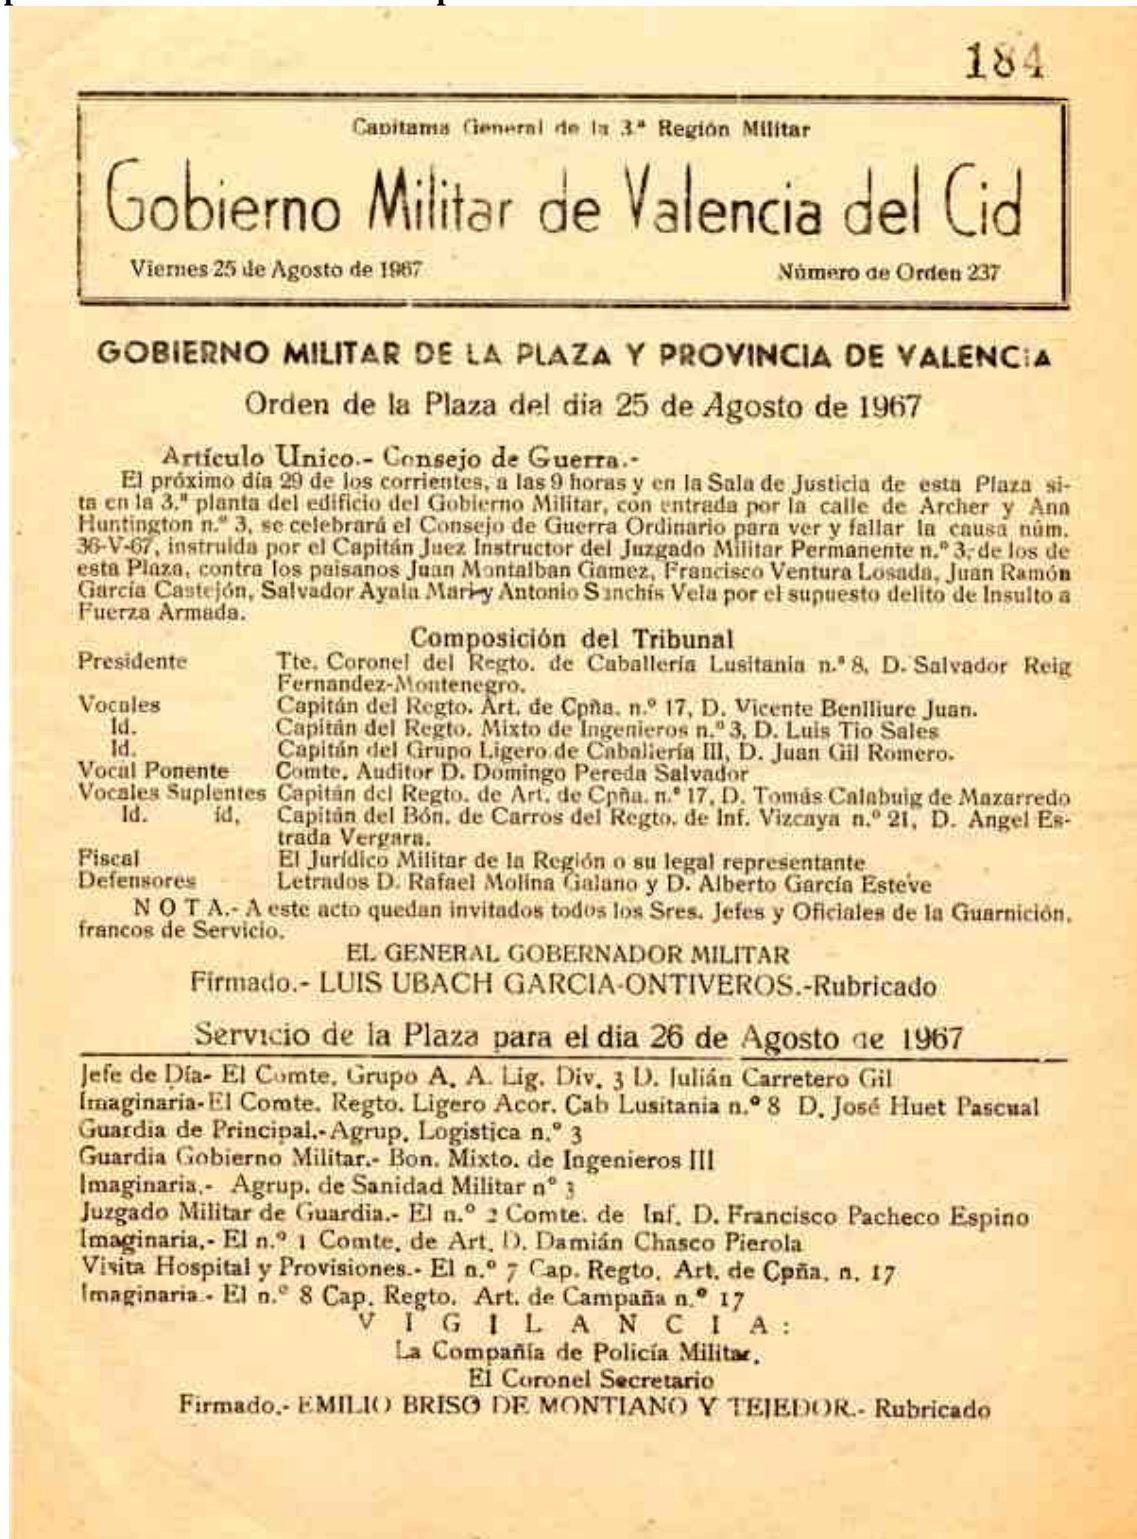 184
Capitania General de la 3.ª Región Militar
Gobierno Militar de Valencia del Cid
Viernes 25 de Agosto de 1967 Número de Orden 237
GOBIERNO MILITAR DE LA PLAZA Y PROVINCIA DE VALENCIA
Orden de la Plaza del dia 25 de Agosto de 1967
Artículo Unico.- Consejo de Guerra.-
El próximo día 29 de los corrientes, a las 9 horas y en la Sala de Justicia de esta Plaza si-
ta en la 3.ª planta del edificio del Gobierno Militar, con entrada por la calle de Archer y Ana
Huntington n.º 3, se celebrará el Consejo de Guerra Ordinario para ver y fallar la causa núm.
36-V-67, instruida por el Capitán Juez Instructor del Juzgado Militar Permanente n.º 3, de los de
esta Plaza, contra los paisanos Juan Montalban Gamez, Francisco Ventura Losada, Juan Ramón
García Castejón, Salvador Ayala Mari y Antonio Sanchís Vela por el supuesto delito de Insulto a
Fuerza Armada.
Composición del Tribunal
Presidente Tte. Coronel del Regto. de Caballería Lusitania n.º 8, D. Salvador Reig
Fernandez-Montenegro.
Vocales Capitán del Regto. Art. de Cpña. n.º 17, D. Vicente Benlliure Juan.
Id. Capitán del Regto. Mixto de Ingenieros n.º 3, D. Luis Tio Sales
Id. Capitán del Grupo Ligero de Caballería III, D. Juan Gil Romero.
Vocal Ponente Comte. Auditor D. Domingo Pereda Salvador
Vocales Suplentes Capitán del Regto. de Art. de Cpña. n.º 17, D. Tomás Calabuig de Mazarredo
Id. id, Capitán del Bón. de Carros del Regto. de Inf. Vizcaya n.º 21, D. Angel Es-
trada Vergara.
Fiscal El Jurídico Militar de la Región o su legal representante
Defensores Letrados D. Rafael Molina Galano y D. Alberto García Esteve
N O T A.- A este acto quedan invitados todos los Sres. Jefes y Oficiales de la Guarnición,
francos de Servicio.
EL GENERAL GOBERNADOR MILITAR
Firmado.- LUIS UBACH GARCIA-ONTIVEROS.-Rubricado
Servicio de la Plaza para el dia 26 de Agosto de 1967
Jefe de Día- El Comte. Grupo A. A. Lig. Div. 3 D. Julián Carretero Gil
Imaginaria-El Comte. Regto. Ligero Acor. Cab Lusitania n.º 8 D. José Huet Pascual
Guardia de Principal.-Agrup. Logistica n.º 3
Guardia Gobierno Militar.- Bon. Mixto. de Ingenieros III
Imaginaria.- Agrup. de Sanidad Militar nº 3
Juzgado Militar de Guardia.- El n.º 2 Comte. de Inf. D. Francisco Pacheco Espino
Imaginaria.- El n.º 1 Comte. de Art. D. Damián Chasco Pierola
Visita Hospital y Provisiones.- El n.º 7 Cap. Regto. Art. de Cpña. n. 17
Imaginaria.- El n.º 8 Cap. Regto. Art. de Campaña n.º 17
V I G I L A N C I A :
La Compañía de Policía Militar.
El Coronel Secretario
Firmado.- EMILIO BRISO DE MONTIANO Y TEJEDOR.- Rubricado